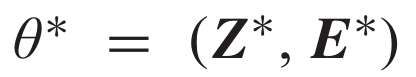 θ* = (Z*, E*)